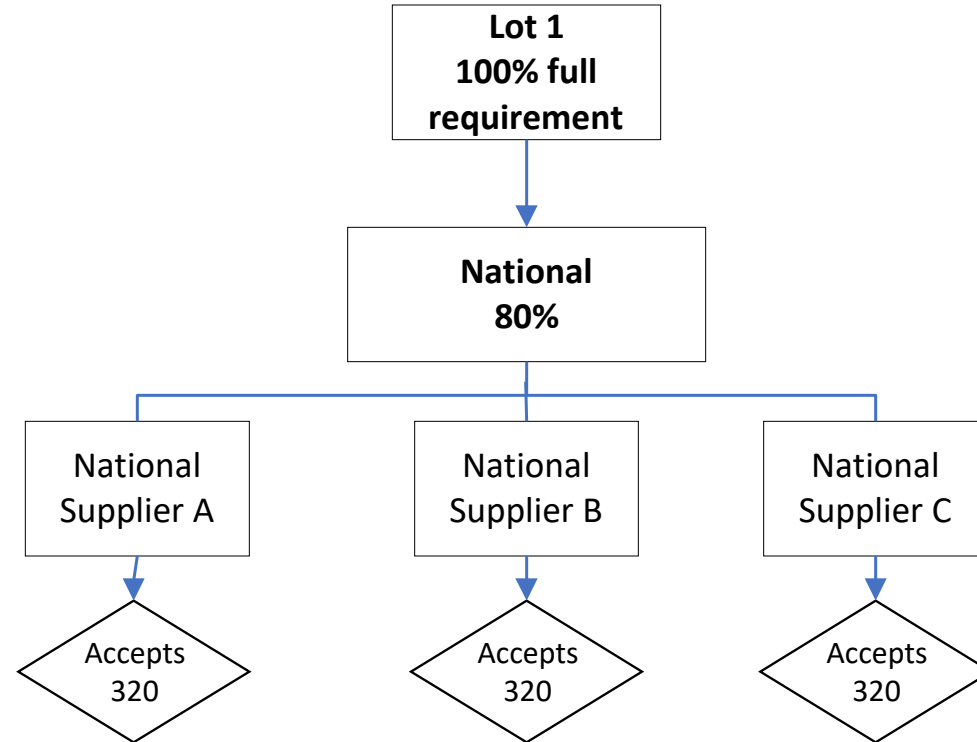 Lot 1
100% full
requirement
National
80%
National
Supplier A
National
Supplier B
National
Supplier C
Accepts
320
Accepts
320
Accepts
320